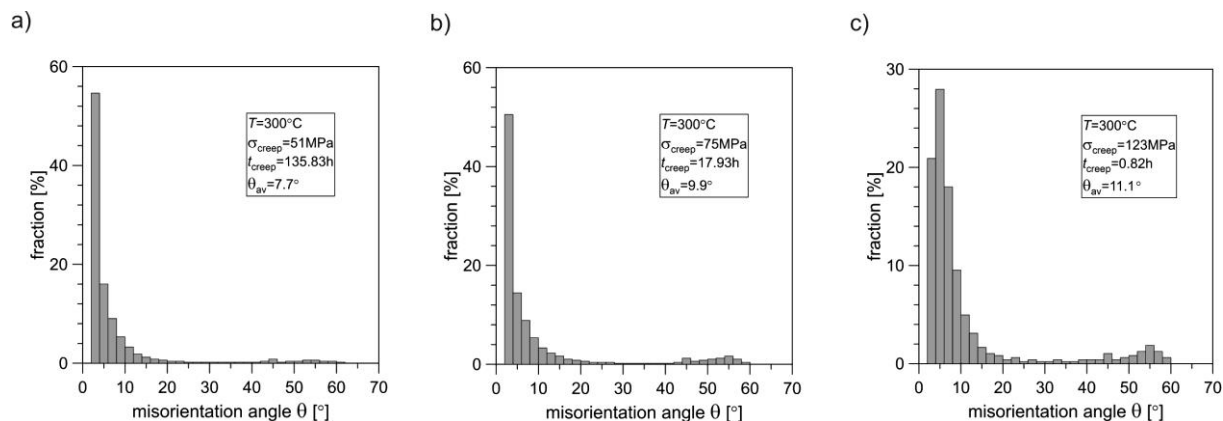 a)
60
40
20
0
fraction [%]
T=300°C
σcreep=51MPa
tcreep=135.83h
θav=7.7°
0 10 20 30 40 50 60 70
misorientation angle θ [°]
b)
60
40
20
0
fraction [%]
T=300°C
σcreep=75MPa
tcreep=17.93h
θav=9.9°
0 10 20 30 40 50 60 70
misorientation angle θ [°]
c)
30
20
10
0
fraction [%]
T=300°C
σcreep=123MPa
tcreep=0.82h
θav=11.1°
0 10 20 30 40 50 60 70
misorientation angle θ [°]